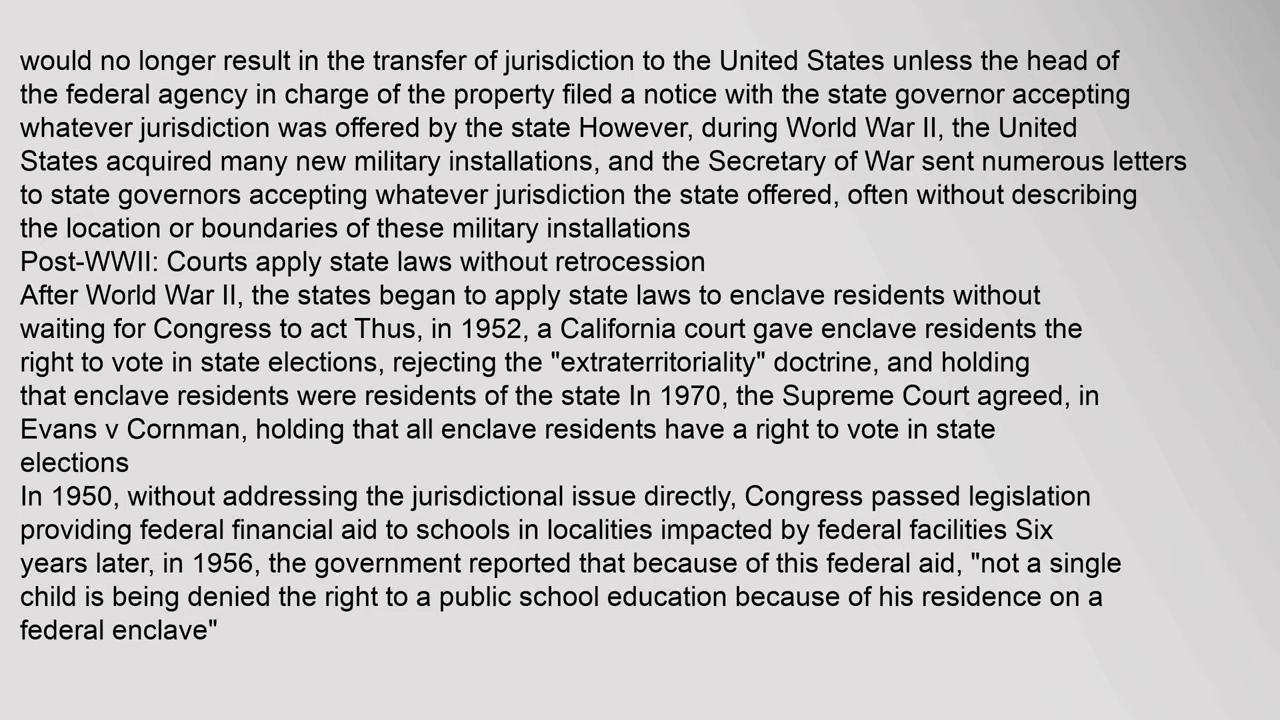 would no longer result in the transfer of jurisdiction to the United States unless the head of
the federal agency in charge of the property filed a notice with the state governor accepting
whatever jurisdiction was offered by the state However, during World War II, the United
States acquired many new military installations, and the Secretary of War sent numerous letters
to state governors accepting whatever jurisdiction the state offered, often without describing
the location or boundaries of these military installations
Post-WWII: Courts apply state laws without retrocession
After World War II, the states began to apply state laws to enclave residents without
waiting for Congress to act Thus, in 1952, a California court gave enclave residents the
right to vote in state elections, rejecting the "extraterritoriality" doctrine, and holding
that enclave residents were residents of the state In 1970, the Supreme Court agreed, in
Evans v Cornman, holding that all enclave residents have a right to vote in state
elections
In 1950, without addressing the jurisdictional issue directly, Congress passed legislation
providing federal financial aid to schools in localities impacted by federal facilities Six
years later, in 1956, the government reported that because of this federal aid, "not a single
child is being denied the right to a public school education because of his residence on a
federal enclave"